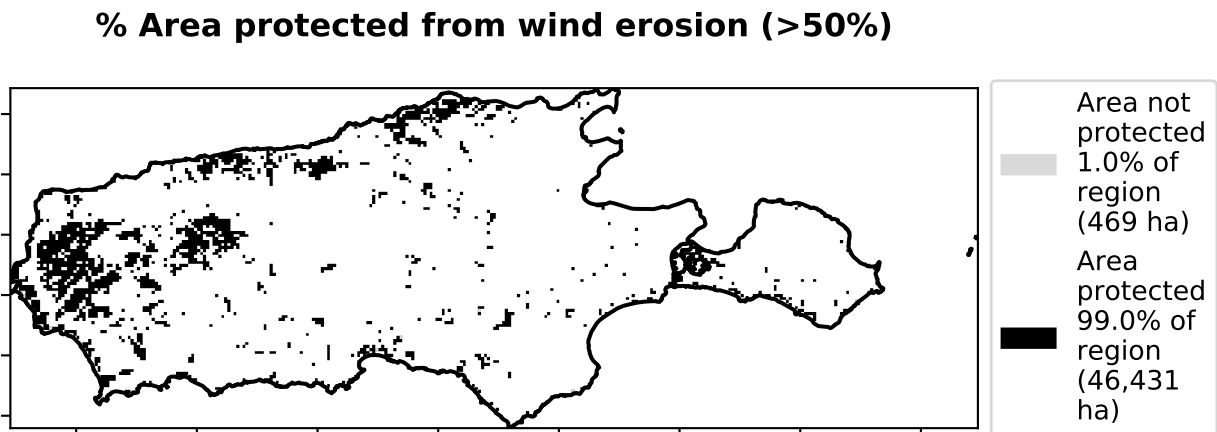 % Area protected from wind erosion (>50%)
Area not
protected
1.0% of
region
(469 ha)
Area
protected
99.0% of
region
(46,431
ha)